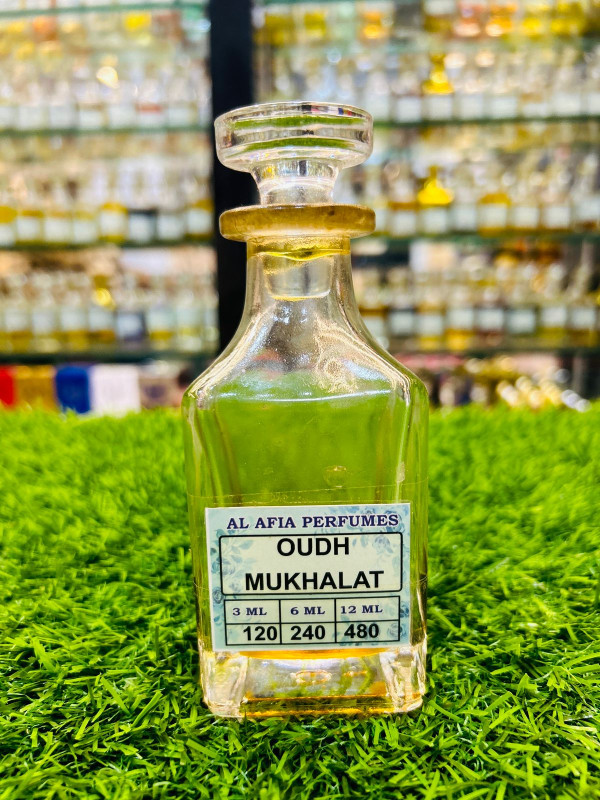 AL AFIA PERFUMES
OUDH
MUKHALAT
3 ML 6 ML 12 ML
120 240 480